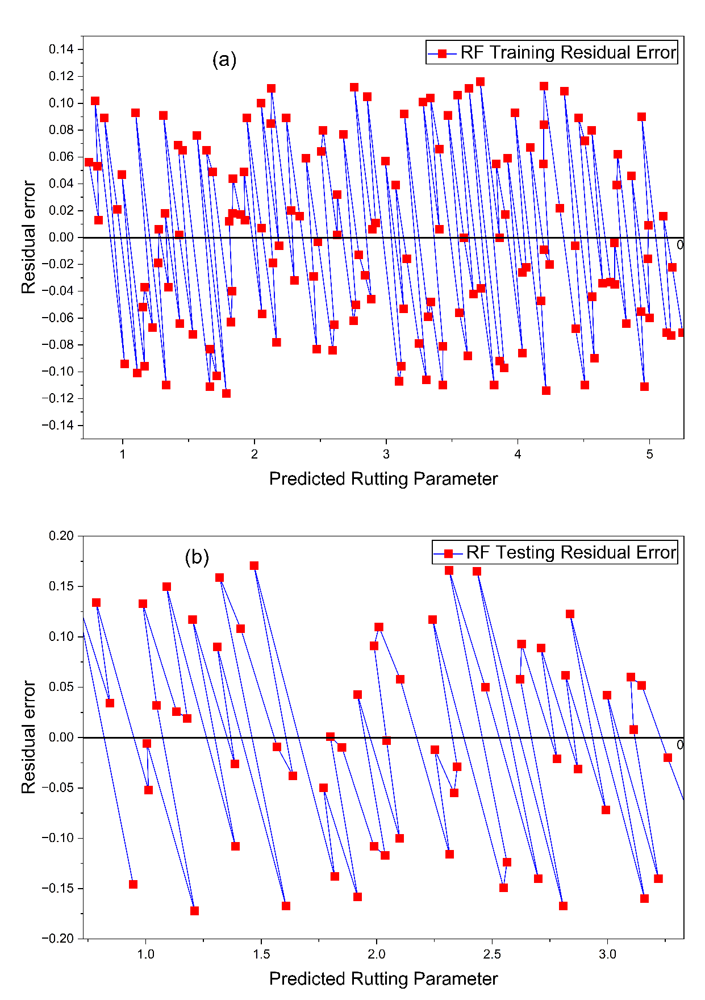 (a)
RF Training Residual Error
0.14
0.12
0.10
0.08
0.06
0.04
0.02
0.00
−0.02
−0.04
−0.06
−0.08
−0.10
−0.12
−0.14
0
Residual error
1 2 3 4 5
Predicted Rutting Parameter
(b)
RF Testing Residual Error
0.20
0.15
0.10
0.05
0.00
−0.05
−0.10
−0.15
−0.20
0
Residual error
1.0 1.5 2.0 2.5 3.0
Predicted Rutting Parameter